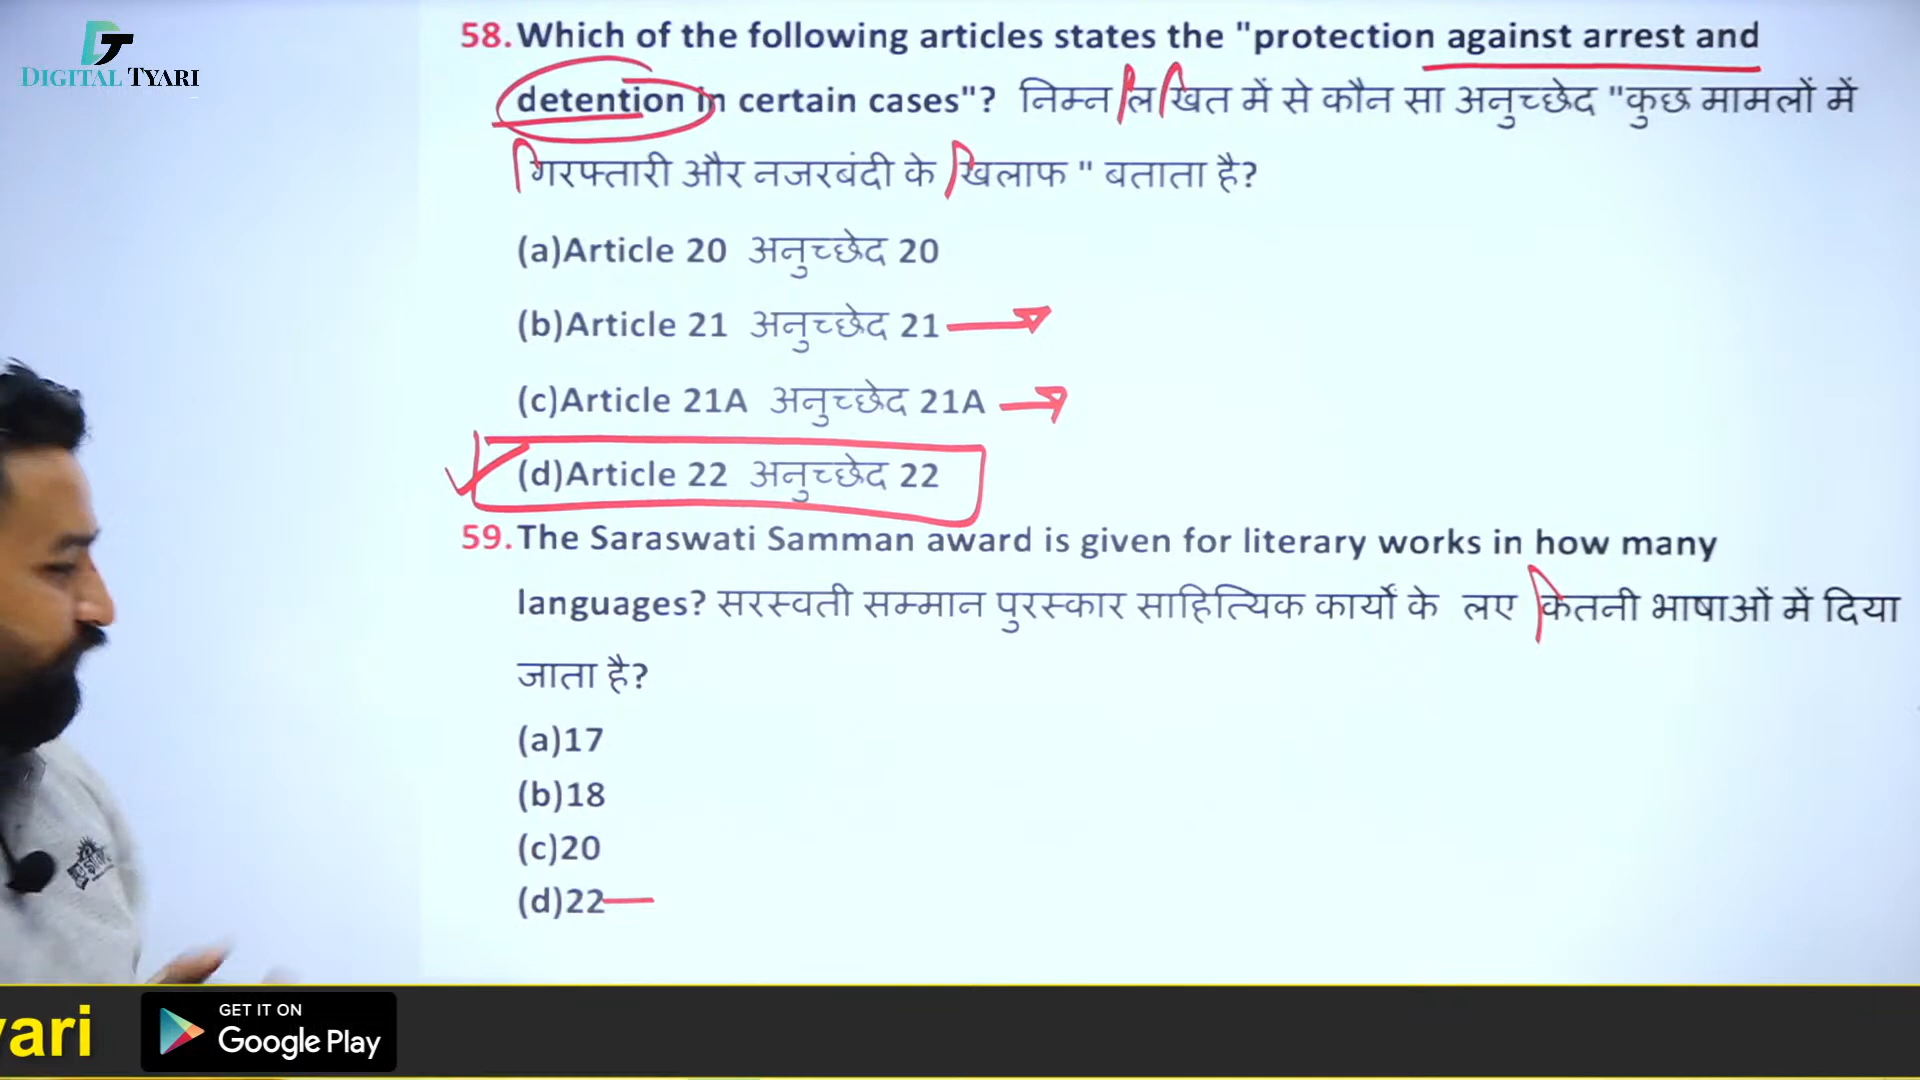 DT
DIGITAL TYARI
58. Which of the following articles states the "protection against arrest and
detention in certain cases"? निम्न लिखित में से कौन सा अनुच्छेद "कुछ मामलों में
गिरफ्तारी और नजरबंदी के खिलाफ " बताता है?
(a)Article 20 अनुच्छेद 20
(b)Article 21 अनुच्छेद 21
(c)Article 21A अनुच्छेद 21A
(d)Article 22 अनुच्छेद 22
59. The Saraswati Samman award is given for literary works in how many
languages? सरस्वती सम्मान पुरस्कार साहित्यिक कार्यों के लए कितनी भाषाओं में दिया
जाता है?
(a)17
(b)18
(c)20
(d)22
yari
GET IT ON
Google Play